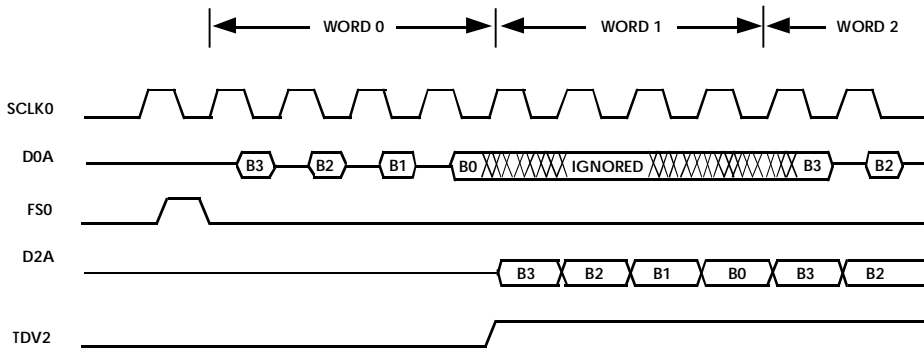 WORD 0 WORD 1 WORD 2
SCLK0
D0A B3 B2 B1 B0 IGNORED B3 B2
FS0
D2A B3 B2 B1 B0 B3 B2
TDV2